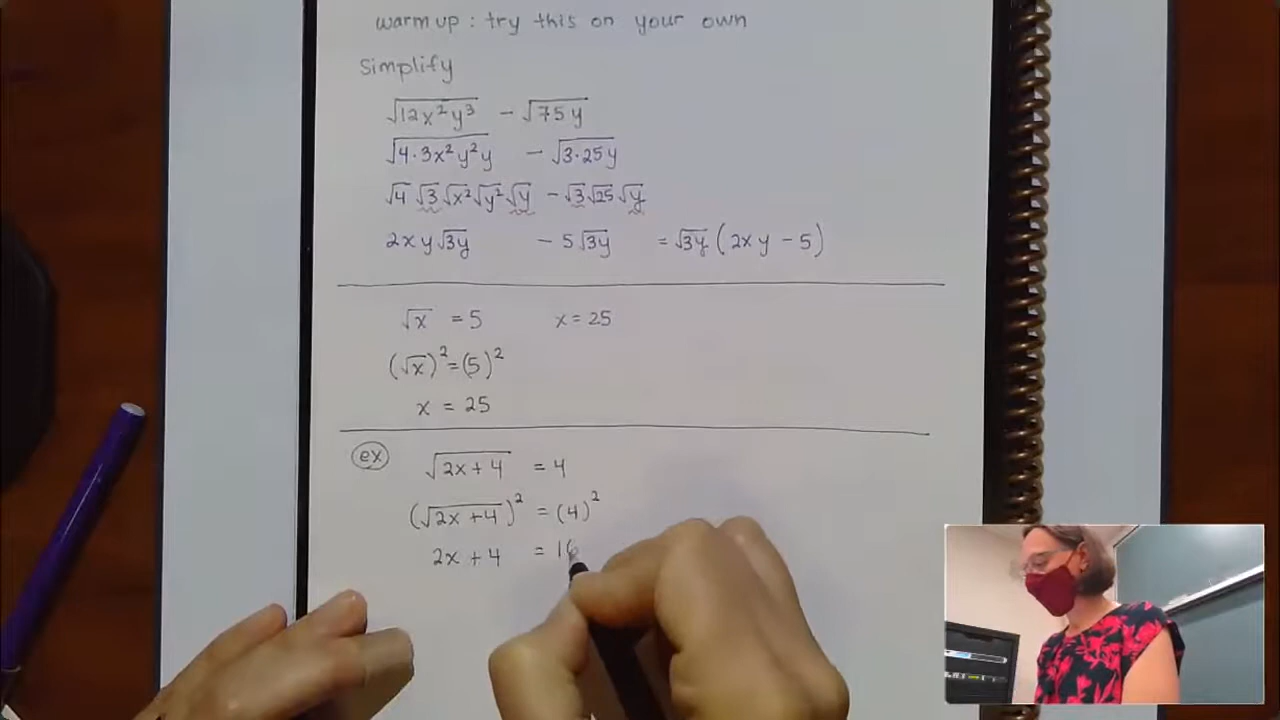 warm up : try this on your own
Simplify
√12x²y³ - √75y
√4·3x²y²y - √3·25y
√4 √3 √x² √y² √y - √3 √25 √y
2xy√3y - 5√3y = √3y (2xy - 5)
√x = 5 x = 25
(√x)² = (5)²
x = 25
ex √2x+4 = 4
(√2x+4)² = (4)²
2x + 4 = 16